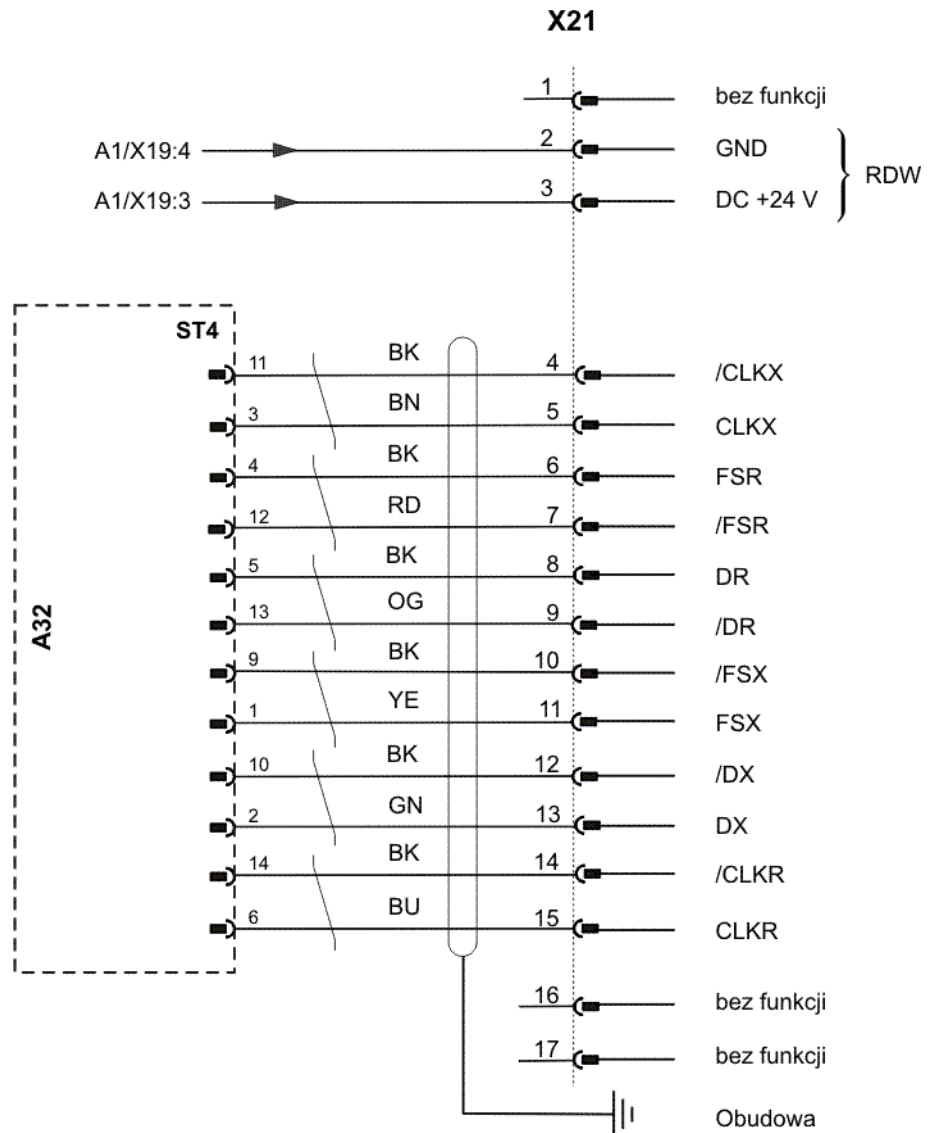 X21
1 bez funkcji
A1/X19:4 2 GND
RDW
A1/X19:3 3 DC +24 V
ST4
A32
11 BK 4 /CLKX
3 BN 5 CLKX
4 BK 6 FSR
12 RD 7 /FSR
5 BK 8 DR
13 OG 9 /DR
9 BK 10 /FSX
1 YE 11 FSX
10 BK 12 /DX
2 GN 13 DX
14 BK 14 /CLKR
6 BU 15 CLKR
16 bez funkcji
17 bez funkcji
Obudowa